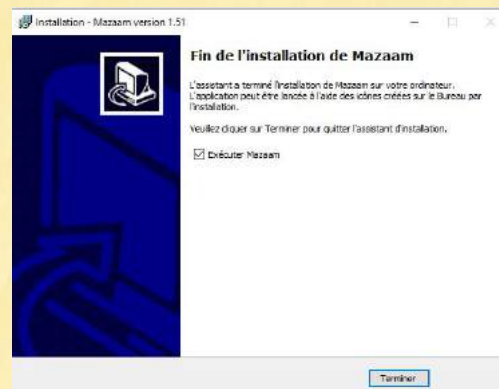 Installation - Mazaam version 1.51
Fin de l'installation de Mazaam
L'assistant a terminé l'installation de Mazaam sur votre ordinateur.
L'application peut être lancée à l'aide des icônes créées sur le Bureau par
l'installation.
Veuillez cliquer sur Terminer pour quitter l'assistant d'installation.
Exécuter Mazaam
Terminer